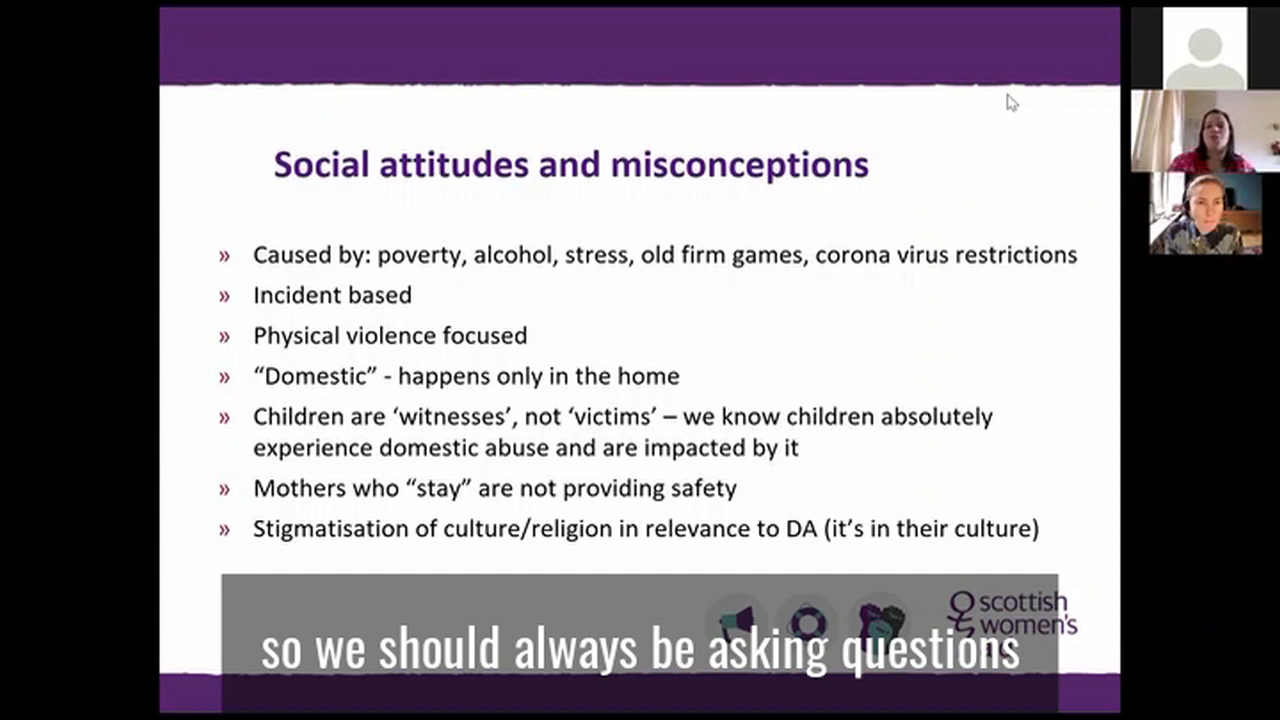 Social attitudes and misconceptions
» Caused by: poverty, alcohol, stress, old firm games, corona virus restrictions
» Incident based
» Physical violence focused
» “Domestic” - happens only in the home
» Children are ‘witnesses’, not ‘victims’ – we know children absolutely
experience domestic abuse and are impacted by it
» Mothers who “stay” are not providing safety
» Stigmatisation of culture/religion in relevance to DA (it’s in their culture)
scottish
women's
so we should always be asking questions